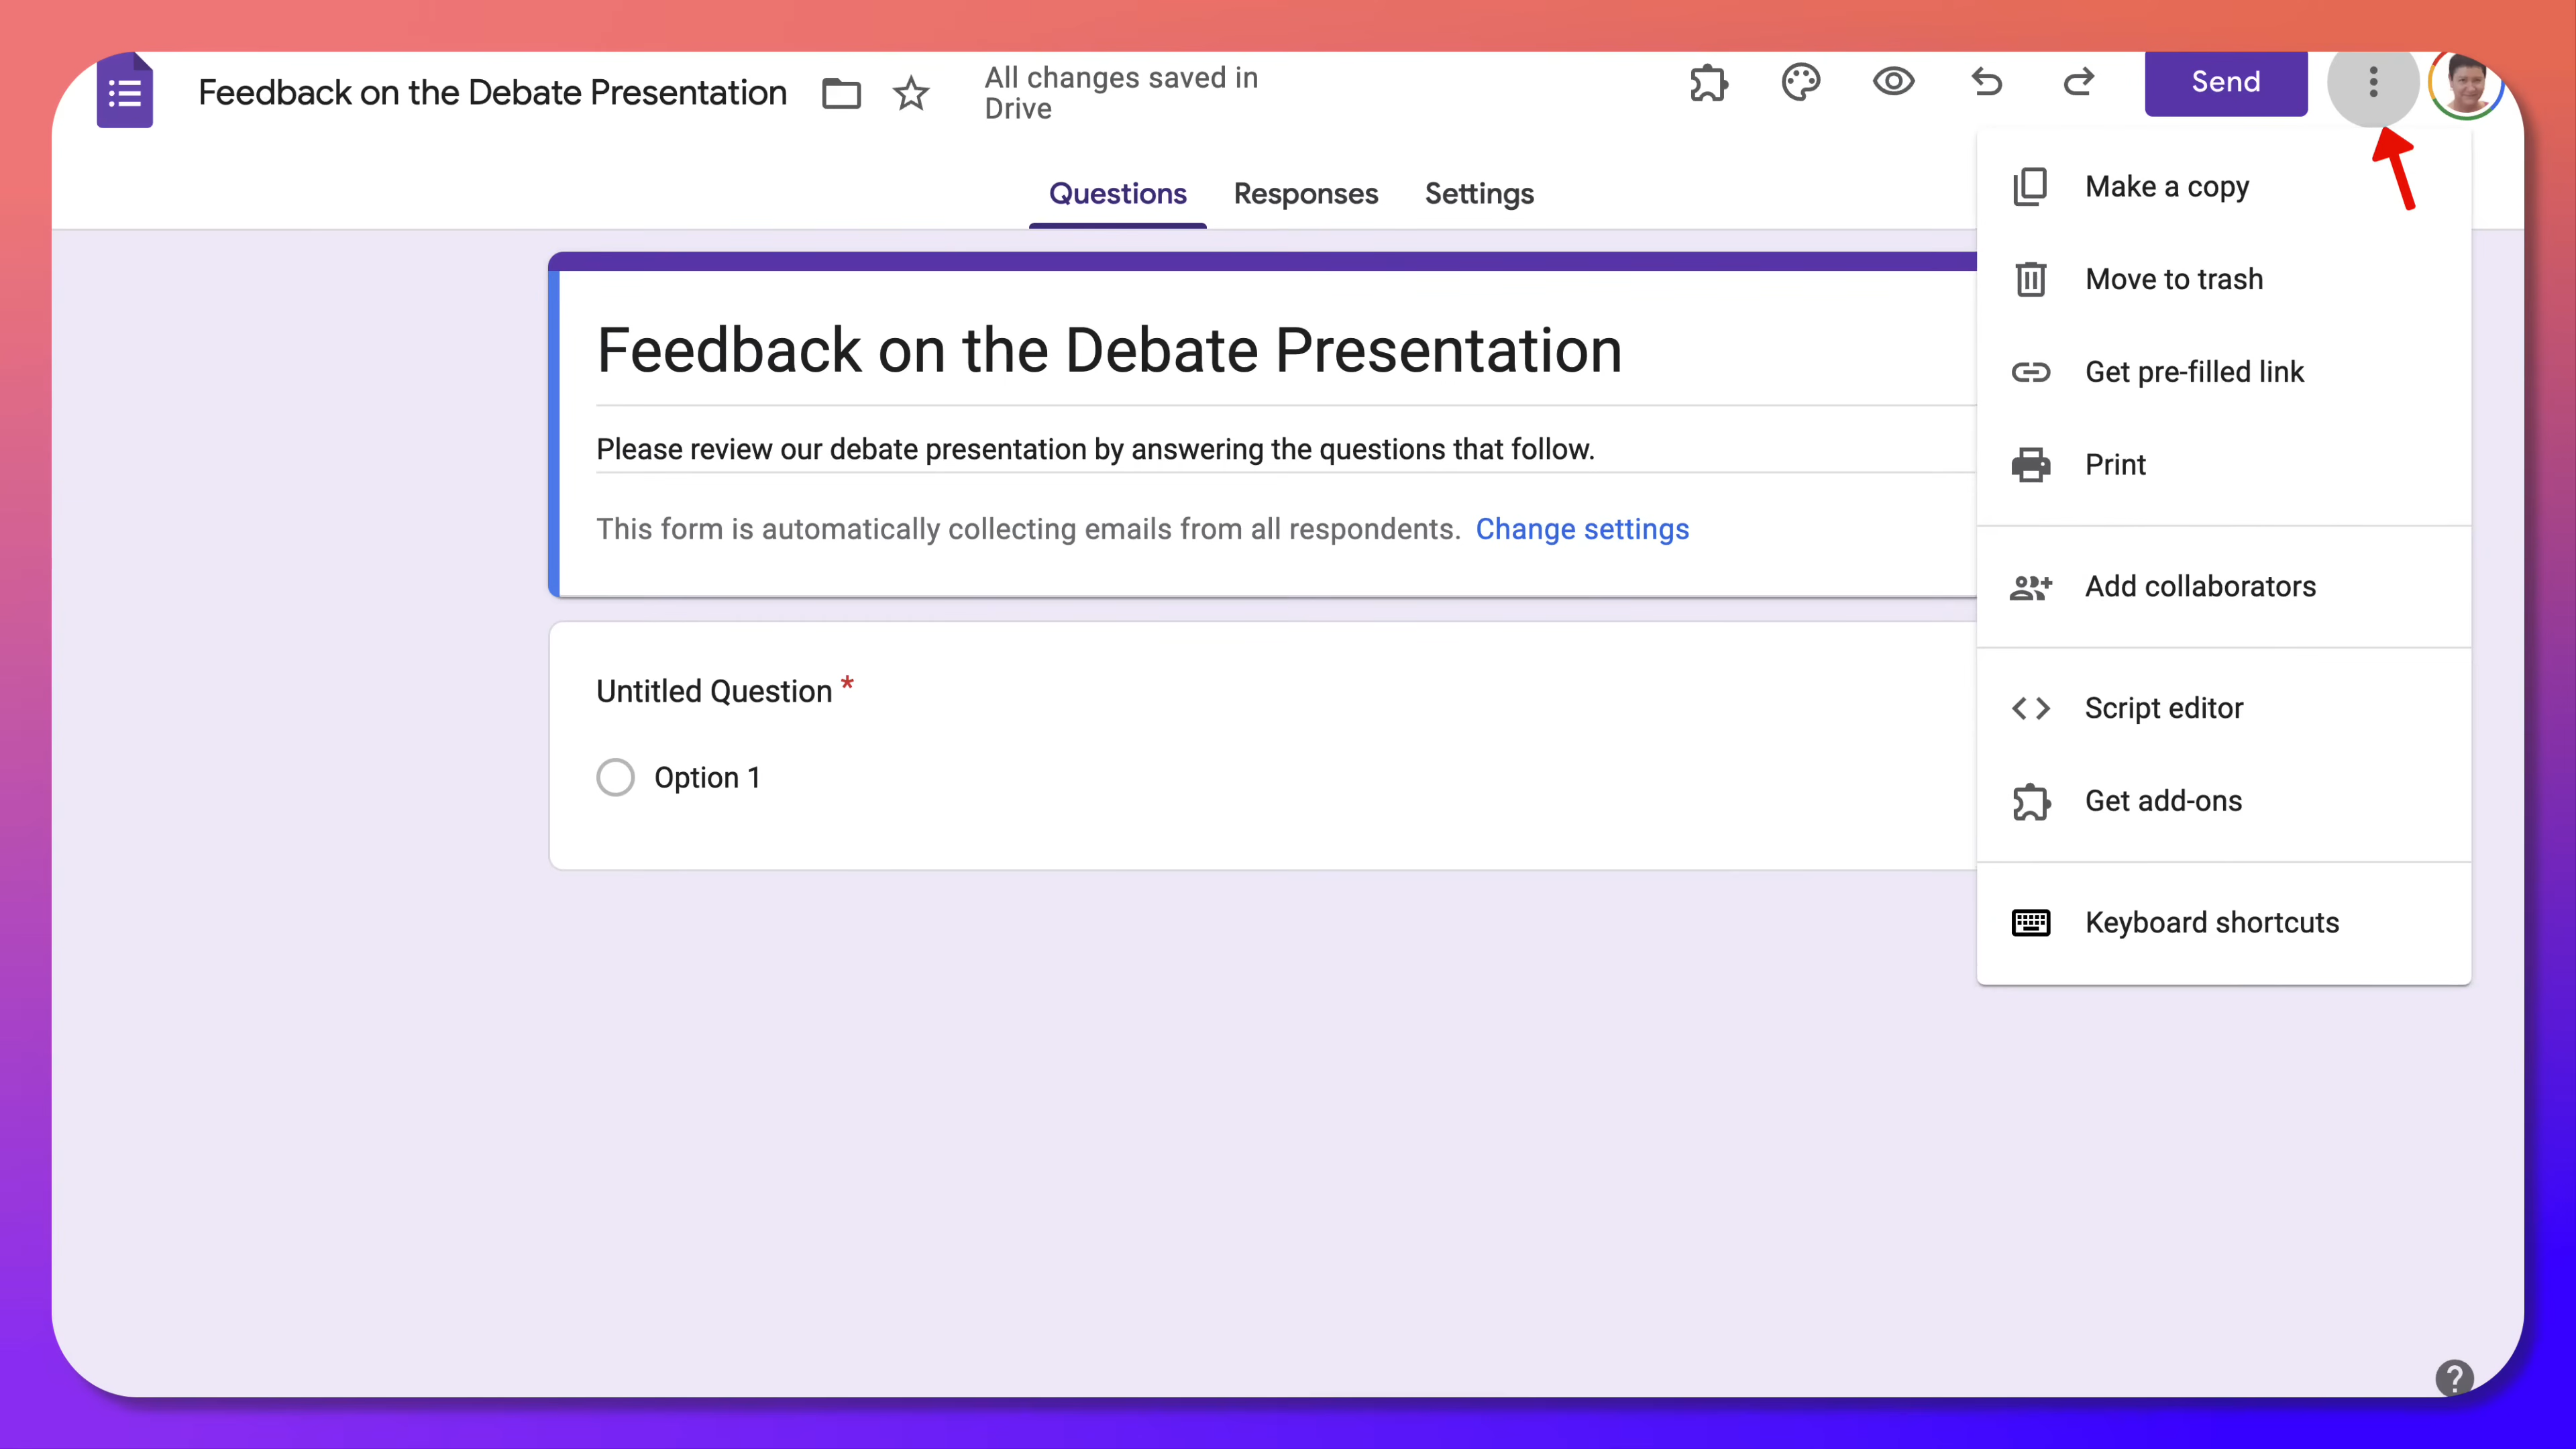 Feedback on the Debate Presentation
All changes saved in
Drive
Send
Questions
Responses
Settings
Feedback on the Debate Presentation
Please review our debate presentation by answering the questions that follow.
This form is automatically collecting emails from all respondents. Change settings
Untitled Question *
Option 1
Make a copy
Move to trash
Get pre-filled link
Print
Add collaborators
Script editor
Get add-ons
Keyboard shortcuts
?